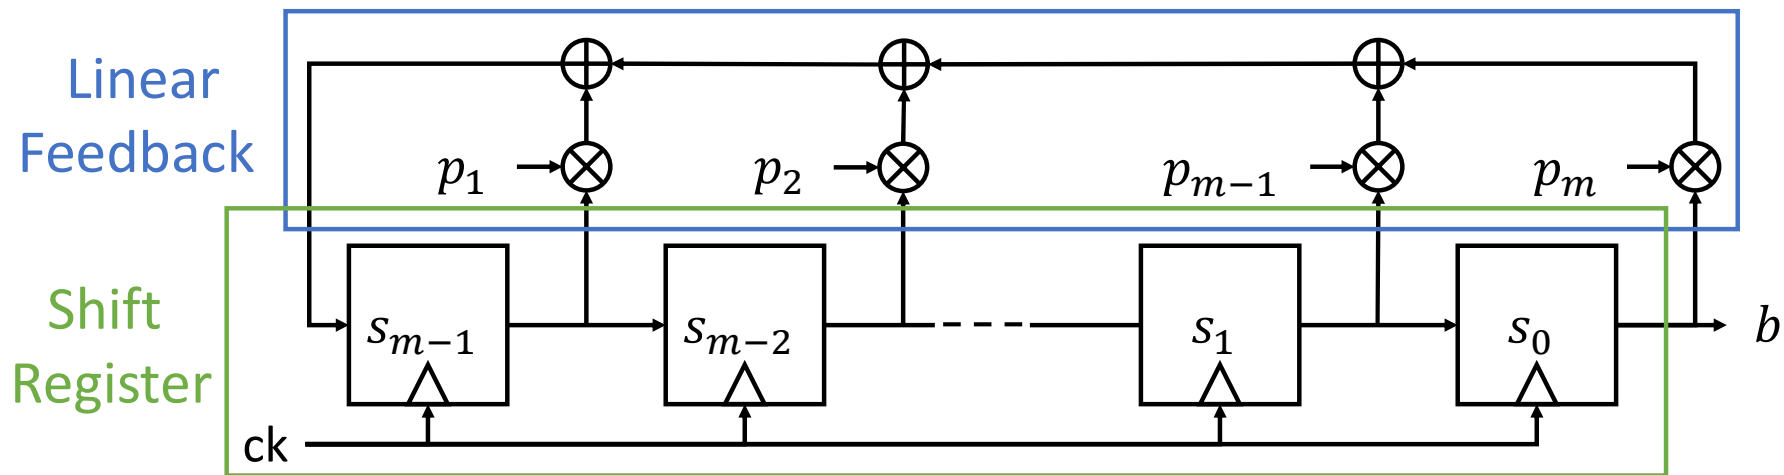 Linear
Feedback
p₁
p₂
pₘ₋₁
pₘ
Shift
Register
sₘ₋₁
sₘ₋₂
s₁
s₀
b
ck